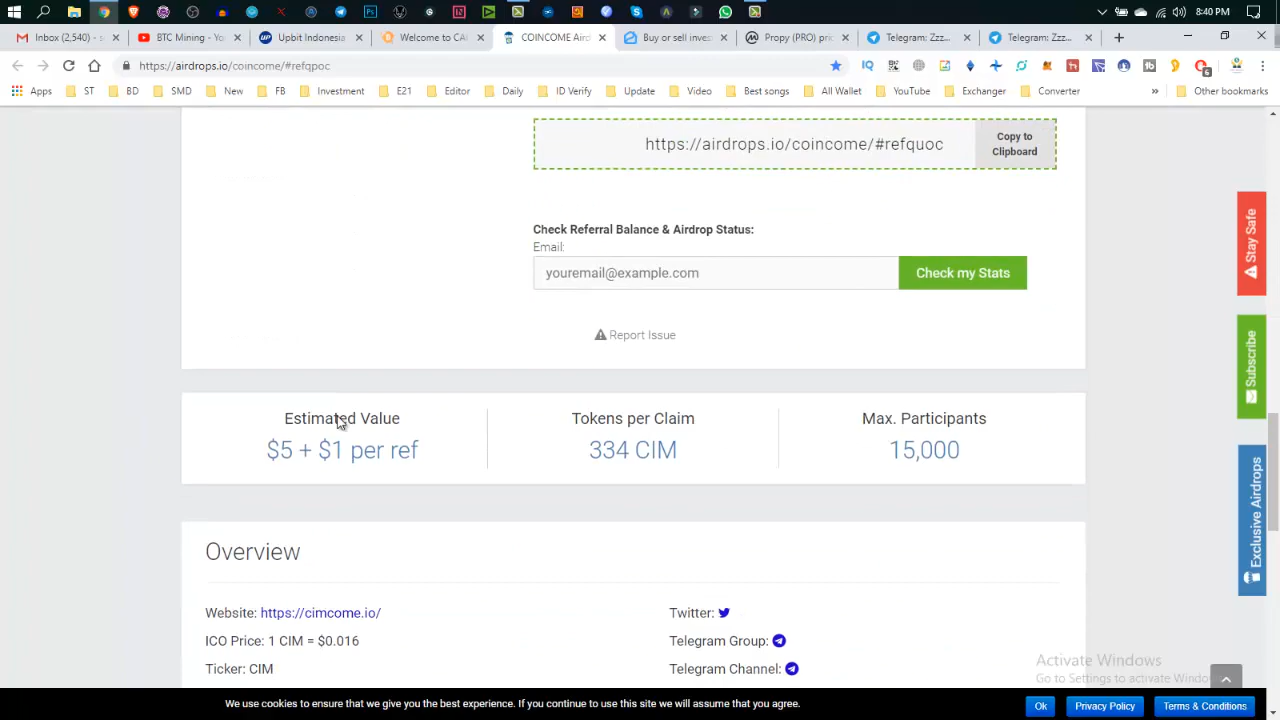 8:40 PM
Inbox (2,540) - s
BTC Mining - Yo
Upbit Indonesia
Welcome to CA
COINCOME Aird
Buy or sell inves
Propy (PRO) pric
Telegram: Zzz...
Telegram: Zzz...
https://airdrops.io/coincome/#refqpoc
IQ
6
Apps
ST
BD
SMD
New
FB
Investment
E21
Editor
Daily
ID Verify
Update
Video
Best songs
All Wallet
YouTube
Exchanger
Converter
»
Other bookmarks
https://airdrops.io/coincome/#refquoc
Copy to
Clipboard
Check Referral Balance & Airdrop Status:
Email:
youremail@example.com
Check my Stats
Report Issue
Stay Safe
Subscribe
Exclusive Airdrops
Estimated Value
Tokens per Claim
Max. Participants
$5 + $1 per ref
334 CIM
15,000
Overview
Website: https://cimcome.io/
Twitter:
ICO Price: 1 CIM = $0.016
Telegram Group:
Ticker: CIM
Telegram Channel:
Activate Windows
Go to Settings to activate Windo
We use cookies to ensure that we give you the best experience. If you continue to use this site we will assume that you agree.
Ok
Privacy Policy
Terms & Conditions